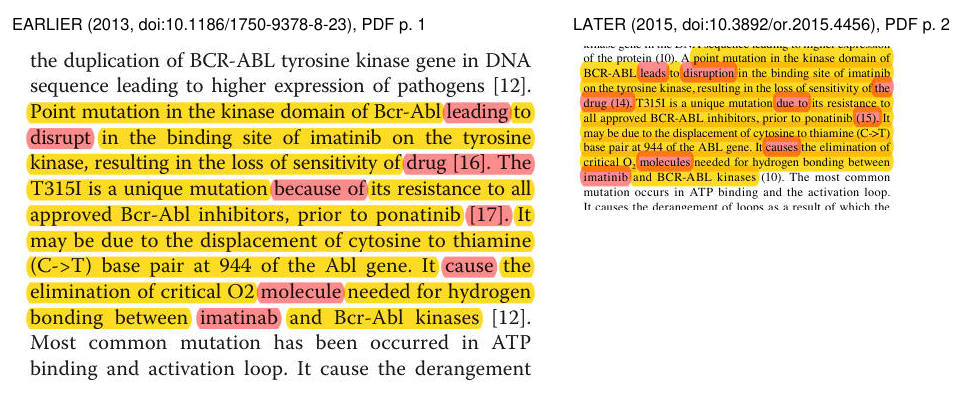 EARLIER (2013, doi:10.1186/1750-9378-8-23), PDF p. 1
the duplication of BCR-ABL tyrosine kinase gene in DNA
sequence leading to higher expression of pathogens [12].
Point mutation in the kinase domain of Bcr-Abl leading to
disrupt in the binding site of imatinib on the tyrosine
kinase, resulting in the loss of sensitivity of drug [16]. The
T315I is a unique mutation because of its resistance to all
approved Bcr-Abl inhibitors, prior to ponatinib [17]. It
may be due to the displacement of cytosine to thiamine
(C->T) base pair at 944 of the Abl gene. It cause the
elimination of critical O2 molecule needed for hydrogen
bonding between imatinab and Bcr-Abl kinases [12].
Most common mutation has been occurred in ATP
binding and activation loop. It cause the derangement
LATER (2015, doi:10.3892/or.2015.4456), PDF p. 2
kinase gene in the DNA sequence leading to higher expression
of the protein (10). A point mutation in the kinase domain of
BCR-ABL leads to disruption in the binding site of imatinib
on the tyrosine kinase, resulting in the loss of sensitivity of the
drug (14). T315I is a unique mutation due to its resistance to
all approved BCR-ABL inhibitors, prior to ponatinib (15). It
may be due to the displacement of cytosine to thiamine (C->T)
base pair at 944 of the ABL gene. It causes the elimination of
critical O₂ molecules needed for hydrogen bonding between
imatinib and BCR-ABL kinases (10). The most common
mutation occurs in ATP binding and the activation loop.
It causes the derangement of loops as a result of which the